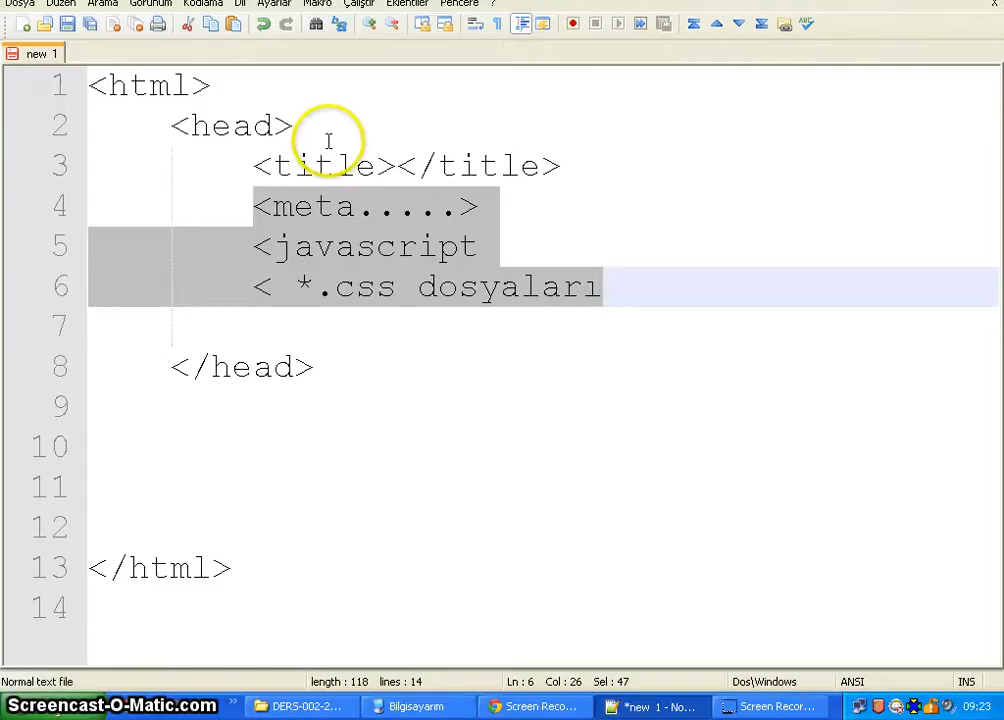 Dosya Düzen Arama Görünüm Kodlama Dil Ayarlar Makro Çalıştır Eklentiler Pencere ? X
new 1
1 <html>
2 <head>
3 <title></title>
4 <meta.....>
5 <javascript
6 < *.css dosyaları
7
8 </head>
9
10
11
12
13 </html>
14
Normal text file length : 118 lines : 14 Ln : 6 Col : 26 Sel : 47 Dos\Windows ANSI INS
Screencast-O-Matic.com » DERS-002-2... Bilgisayarım Screen Reco... *new 1 - No... Screen Recor... 09:23